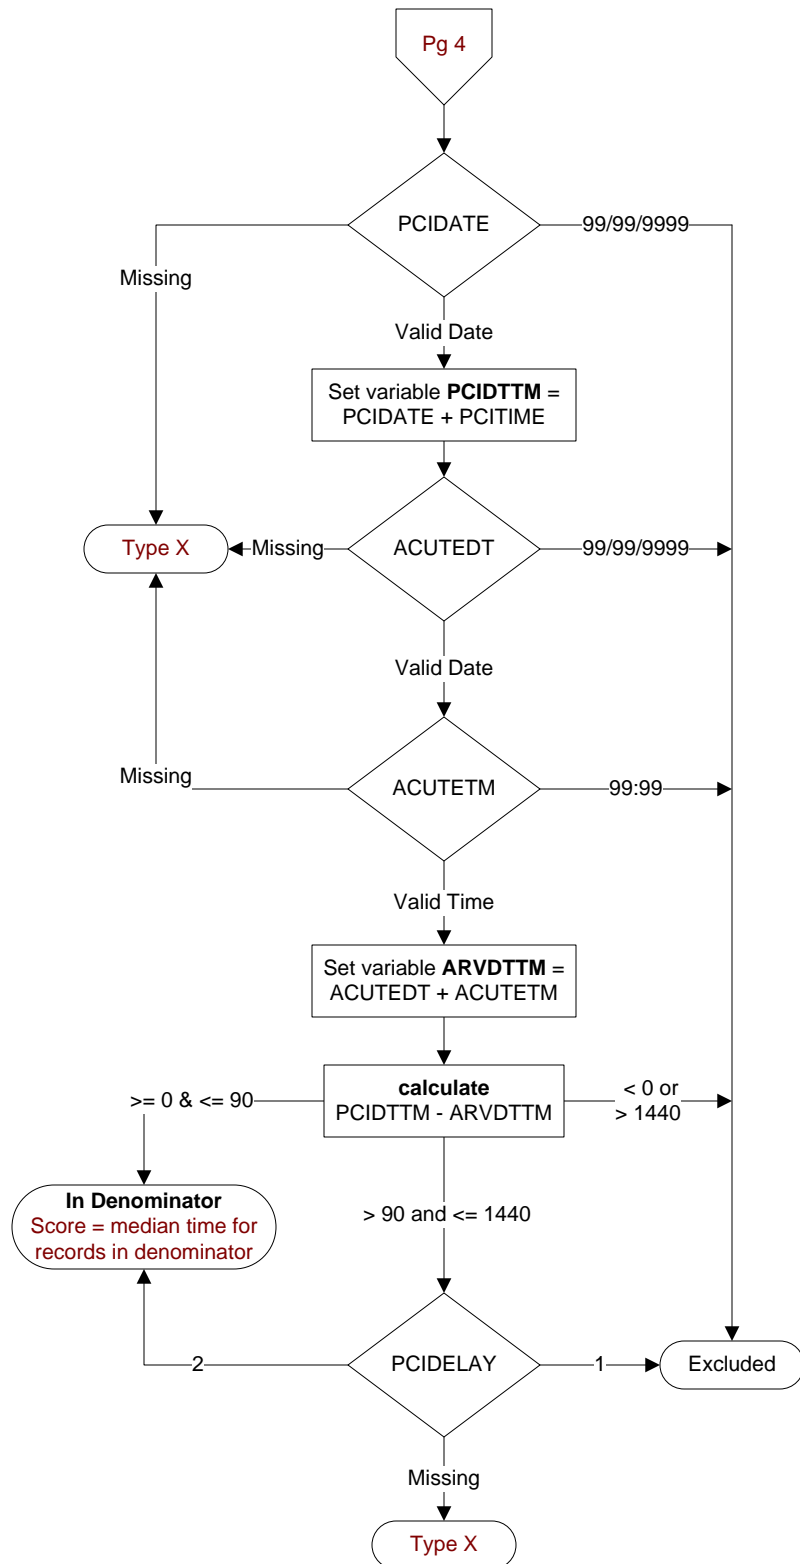 Pg 4
PCIDATE
99/99/9999
Missing
Valid Date
Set variable PCIDTTM =
PCIDATE + PCITIME
Type X
Missing
ACUTEDT
99/99/9999
Valid Date
Missing
ACUTETM
99:99
Valid Time
Set variable ARVDTTM =
ACUTEDT + ACUTETM
>= 0 & <= 90
calculate
PCIDTTM - ARVDTTM
< 0 or
> 1440
In Denominator
Score = median time for
records in denominator
> 90 and <= 1440
2
PCIDELAY
1
Excluded
Missing
Type X